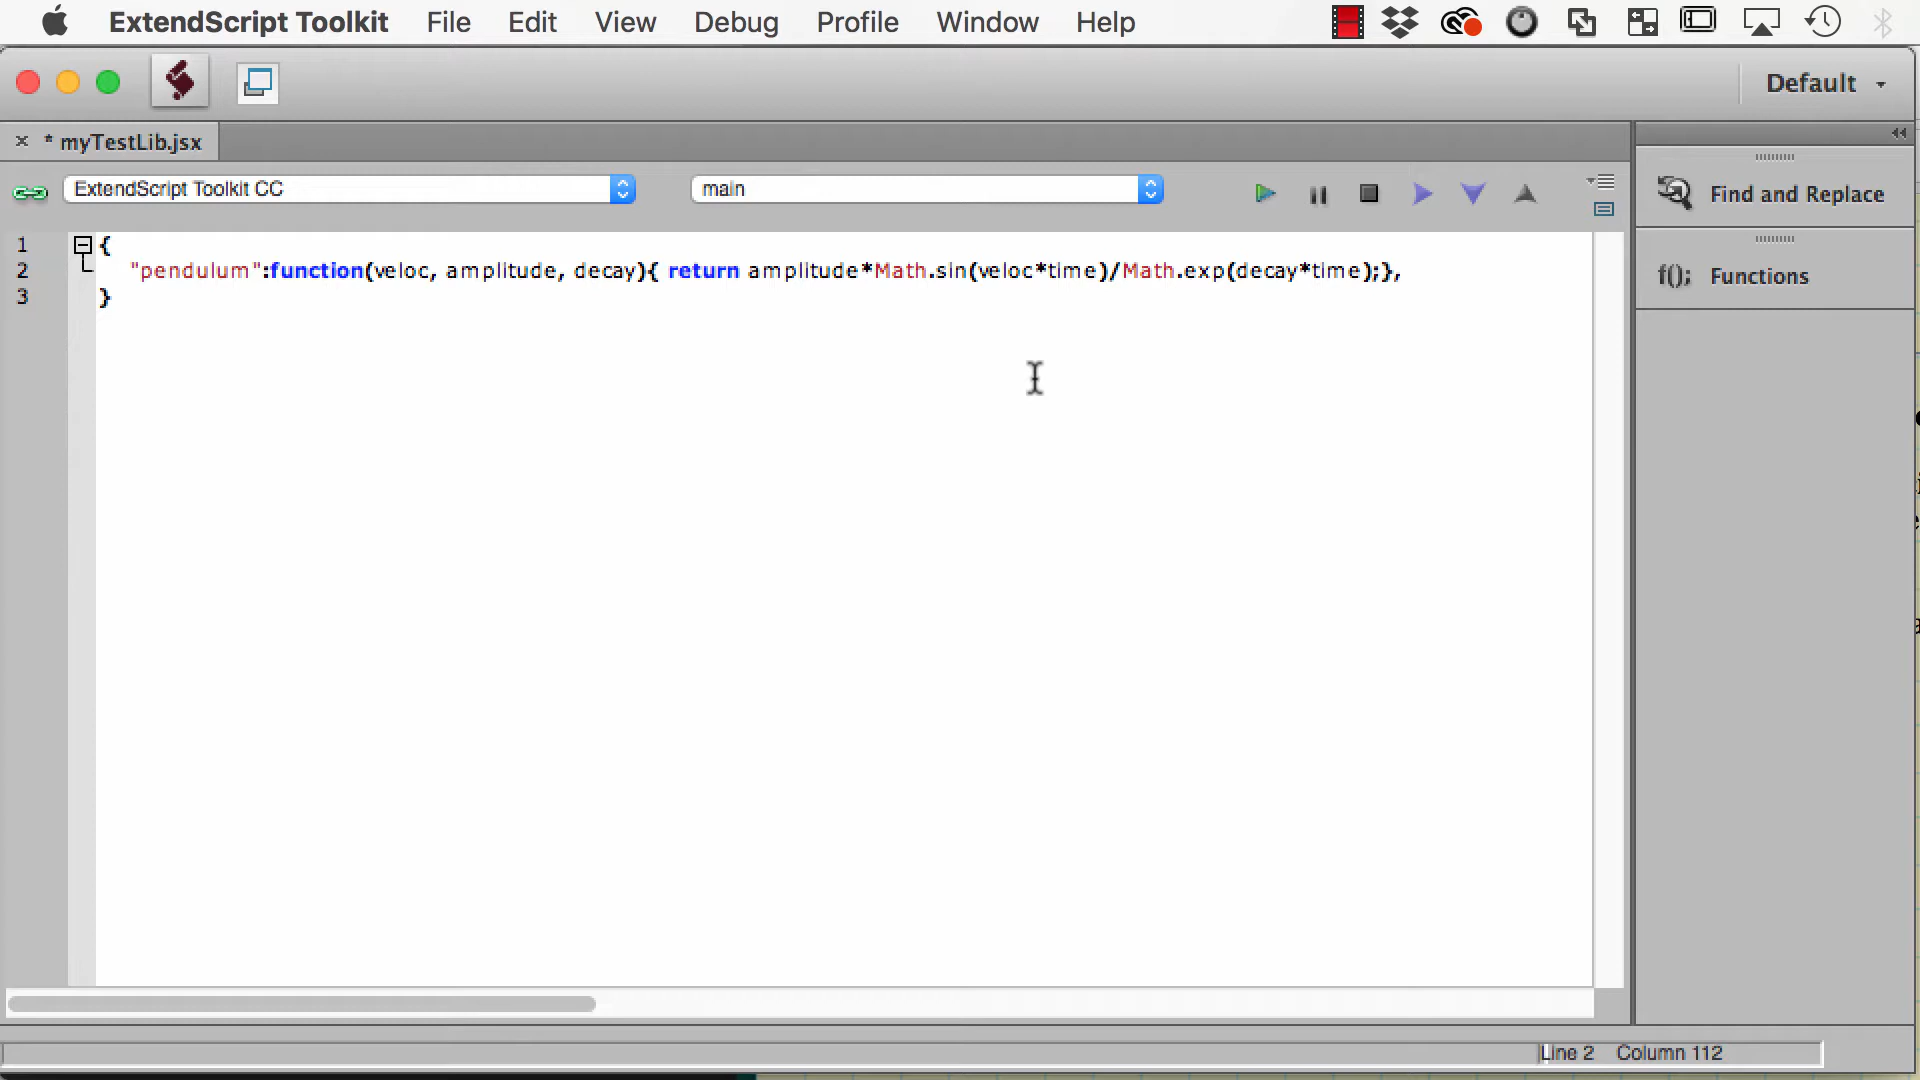 ExtendScript Toolkit File Edit View Debug Profile Window Help
Default
* myTestLib.jsx
ExtendScript Toolkit CC
main
Find and Replace
f(); Functions
1 {
2 "pendulum":function(veloc, amplitude, decay){ return amplitude*Math.sin(veloc*time)/Math.exp(decay*time);},
3 }
Line 2 Column 112